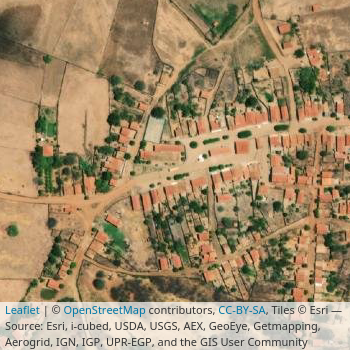 Leaflet | © OpenStreetMap contributors, CC-BY-SA, Tiles © Esri —
Source: Esri, i-cubed, USDA, USGS, AEX, GeoEye, Getmapping,
Aerogrid, IGN, IGP, UPR-EGP, and the GIS User Community